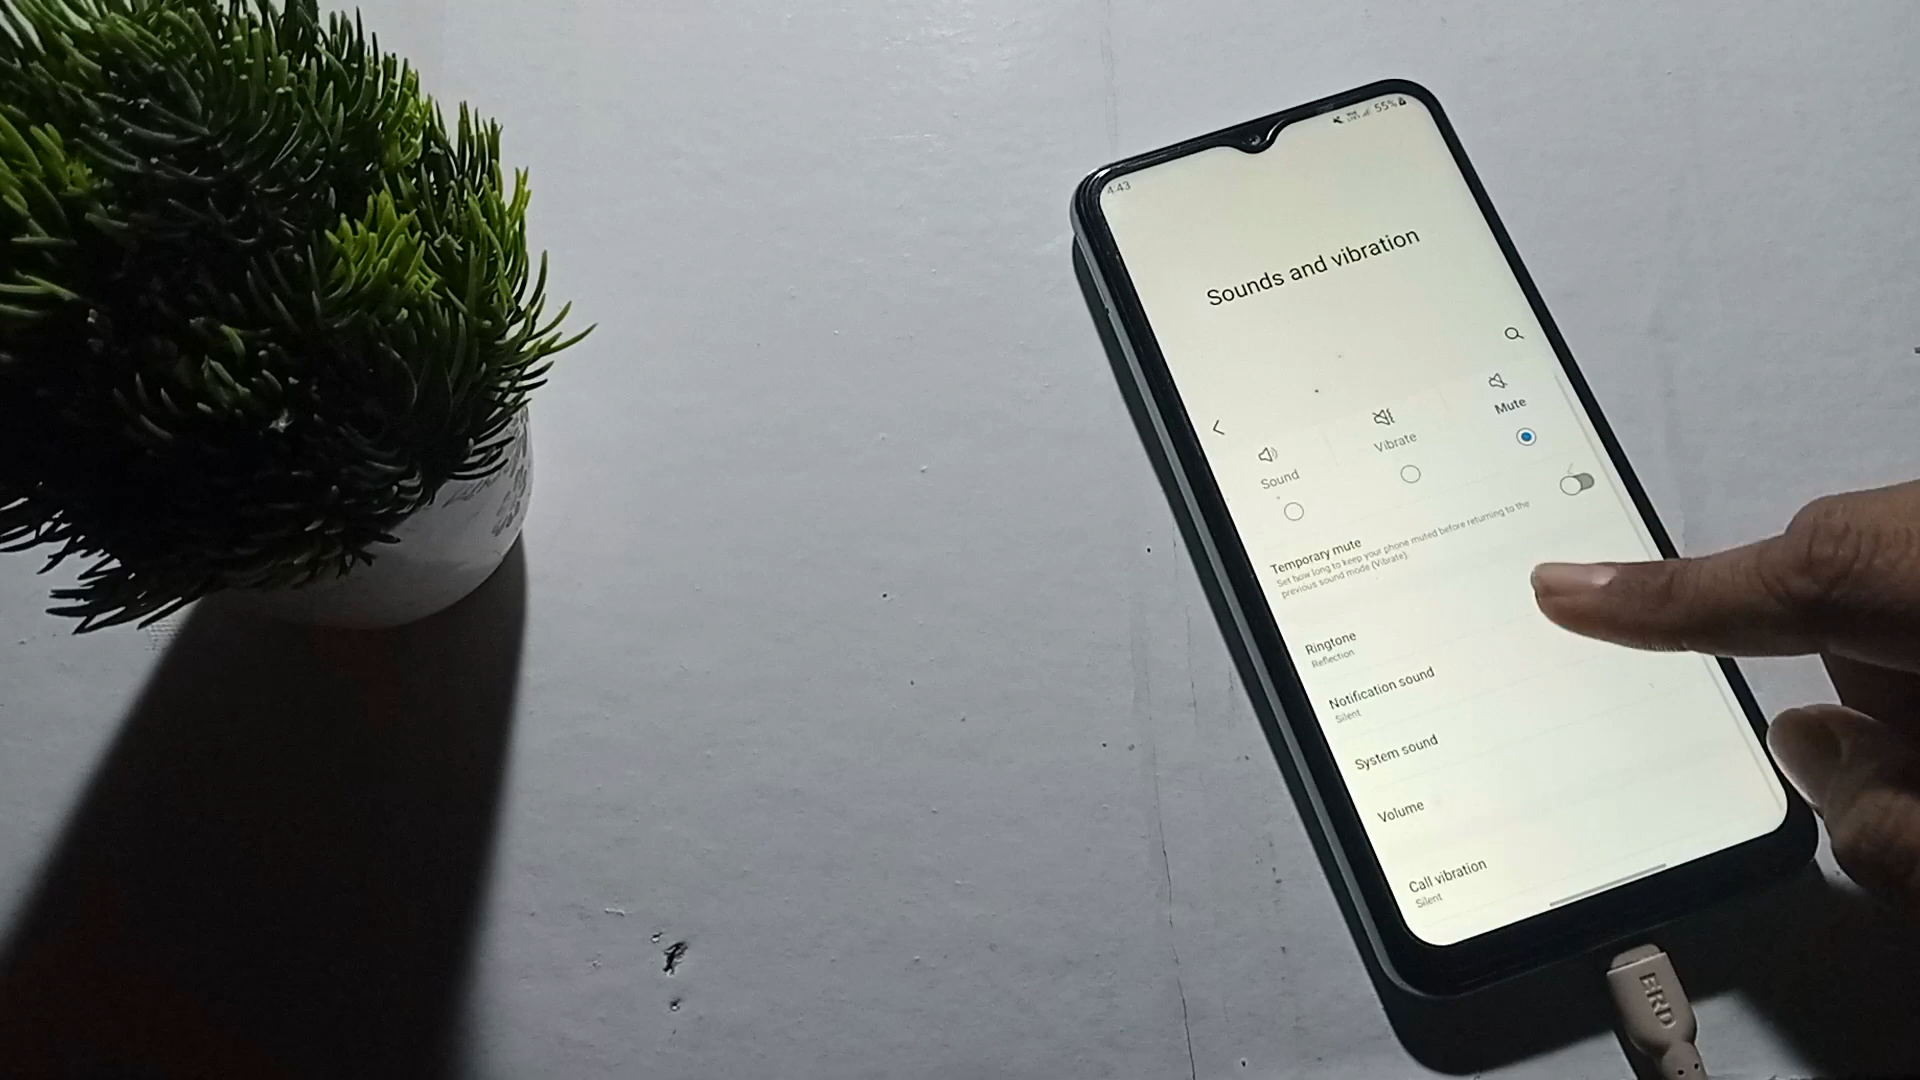 4:43
55%
Sounds and vibration
Sound
Vibrate
Mute
Temporary mute
Set how long to keep your phone muted before returning to the
previous sound mode (Vibrate).
Ringtone
Reflection
Notification sound
Silent
System sound
Volume
Call vibration
Silent
ERD